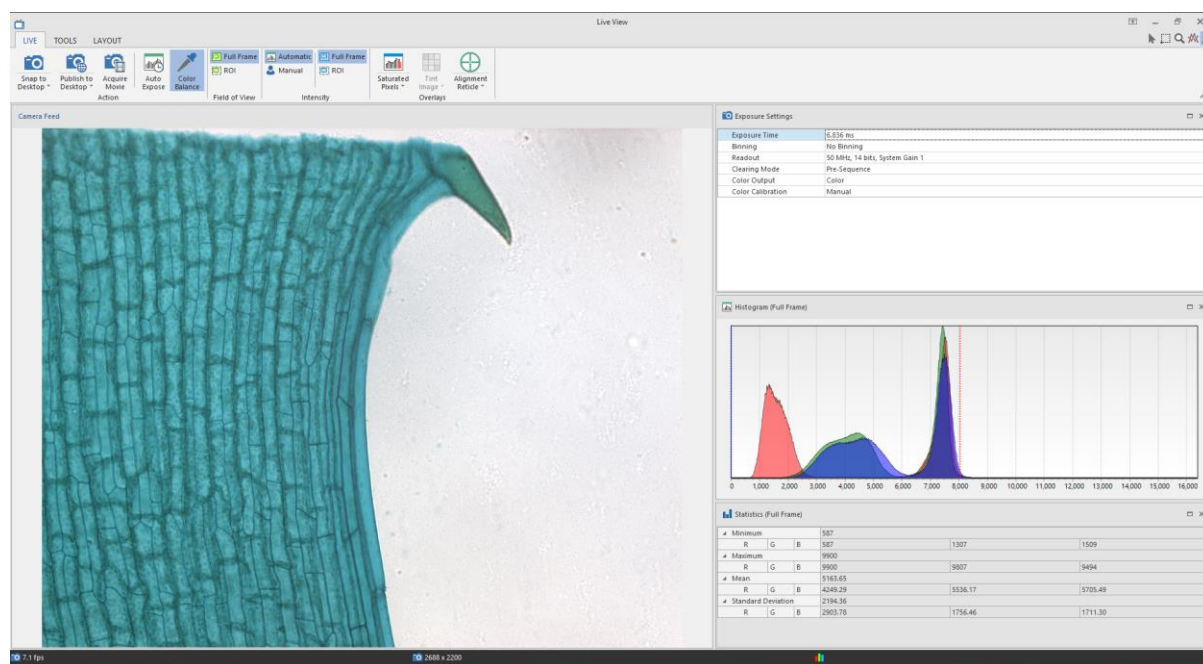 Live View
LIVE TOOLS LAYOUT
Snap to Desktop
Publish to Desktop
Acquire Movie
Auto Expose
Color Balance
Full Frame
ROI
Automatic
Manual
Full Frame
ROI
Saturated Pixels
Tint Image
Alignment Reticle
Action Field of View Intensity Overlays
Camera Feed
Exposure Settings
Exposure Time 6.836 ms
Binning No Binning
Readout 50 MHz, 14 bits, System Gain 1
Clearing Mode Pre-Sequence
Color Output Color
Color Calibration Manual
Histogram (Full Frame)
0 1,000 2,000 3,000 4,000 5,000 6,000 7,000 8,000 9,000 10,000 11,000 12,000 13,000 14,000 15,000 16,000
Statistics (Full Frame)
Minimum 587
R G B 587 1307 1509
Maximum 9900
R G B 9900 9807 9494
Mean 5163.65
R G B 4249.29 5536.17 5705.49
Standard Deviation 2194.36
R G B 2903.78 1756.46 1711.30
7.1 fps 2688 x 2200